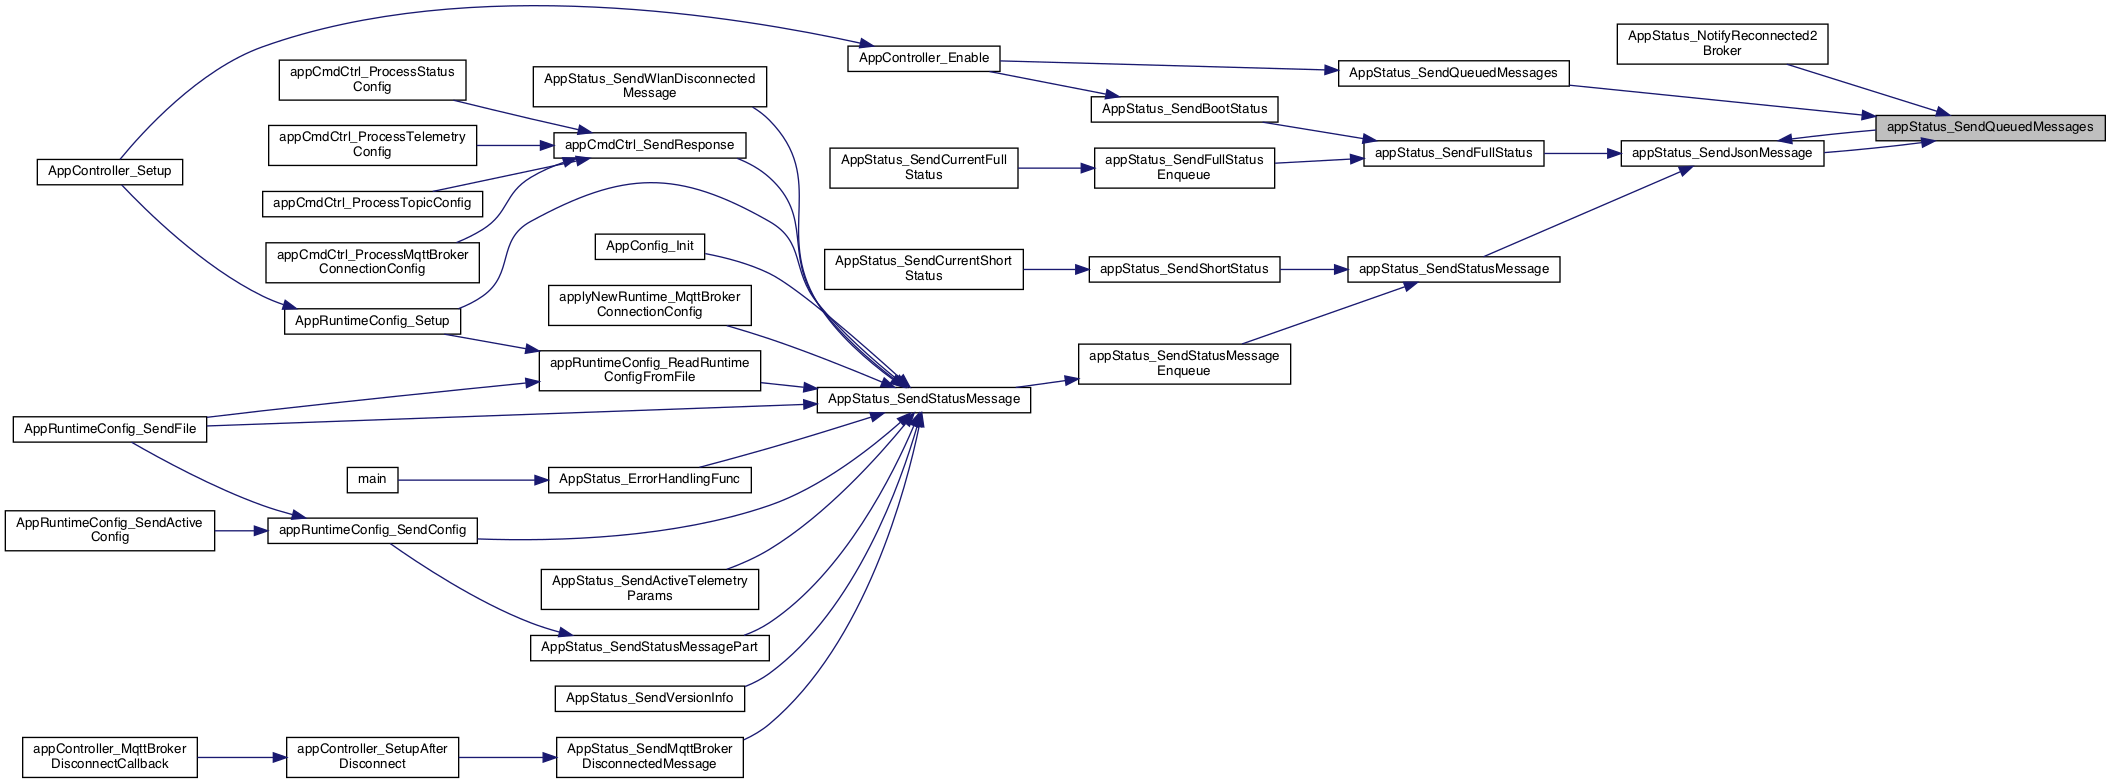 AppStatus_NotifyReconnected2
Broker
AppController_Enable
AppStatus_SendQueuedMessages
appCmdCtrl_ProcessStatus
Config
AppStatus_SendWlanDisconnected
Message
AppStatus_SendBootStatus
appStatus_SendQueuedMessages
appCmdCtrl_ProcessTelemetry
Config
appCmdCtrl_SendResponse
appStatus_SendFullStatus
appStatus_SendJsonMessage
AppStatus_SendCurrentFull
Status
appStatus_SendFullStatus
Enqueue
AppController_Setup
appCmdCtrl_ProcessTopicConfig
AppConfig_Init
appCmdCtrl_ProcessMqttBroker
ConnectionConfig
AppStatus_SendCurrentShort
Status
appStatus_SendShortStatus
appStatus_SendStatusMessage
applyNewRuntime_MqttBroker
ConnectionConfig
AppRuntimeConfig_Setup
appRuntimeConfig_ReadRuntime
ConfigFromFile
appStatus_SendStatusMessage
Enqueue
AppStatus_SendStatusMessage
AppRuntimeConfig_SendFile
main
AppStatus_ErrorHandlingFunc
AppRuntimeConfig_SendActive
Config
appRuntimeConfig_SendConfig
AppStatus_SendActiveTelemetry
Params
AppStatus_SendStatusMessagePart
AppStatus_SendVersionInfo
appController_MqttBroker
DisconnectCallback
appController_SetupAfter
Disconnect
AppStatus_SendMqttBroker
DisconnectedMessage